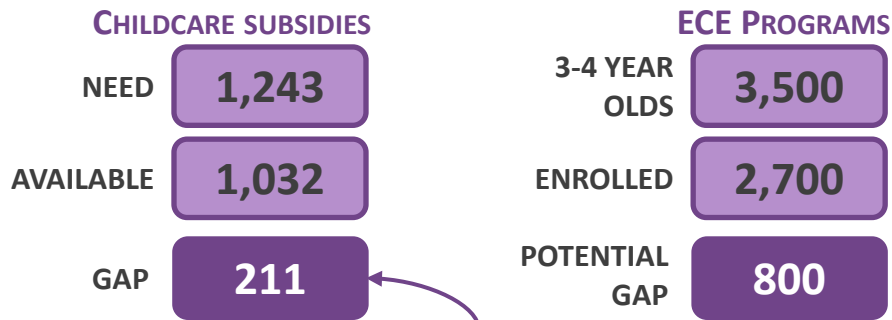 CHILDCARE SUBSIDIES
NEED 1,243
AVAILABLE 1,032
GAP 211
ECE PROGRAMS
3-4 YEAR
OLDS 3,500
ENROLLED 2,700
POTENTIAL
GAP 800